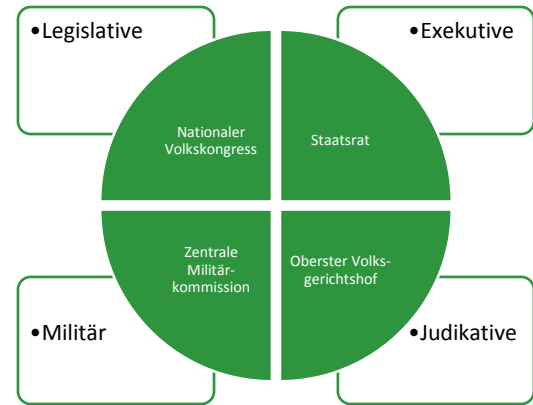 •Legislative
•Exekutive
Nationaler
Volkskongress
Staatsrat
Zentrale
Militär-
kommission
Oberster Volks-
gerichtshof
•Militär
•Judikative